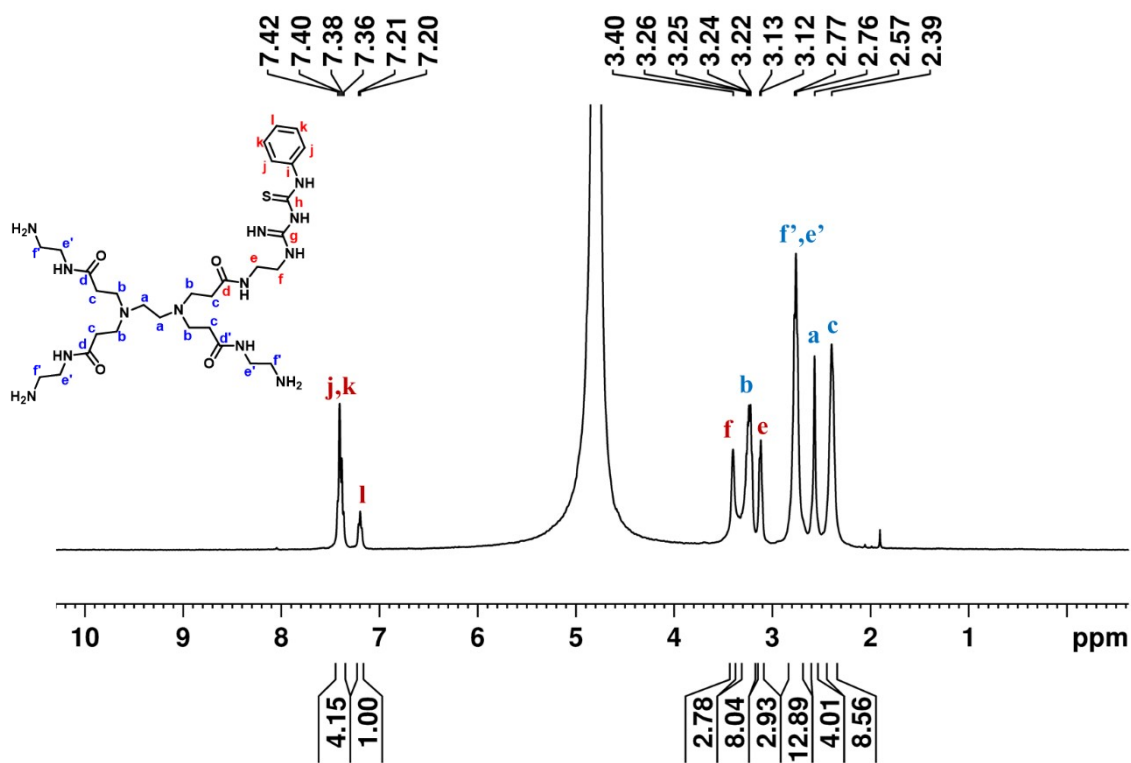 7.42 7.40 7.38 7.36 7.21 7.20 3.40 3.26 3.25 3.24 3.22 3.13 3.12 2.77 2.76 2.57 2.39
l
k k
j j
i
NH
S h
NH
HN g
NH
H2N e' e f
f' NH O N H
d b b c d
c N a
a N
c b b c O
d d' N H f'
NH O e' NH2
f' e'
H2N
j,k
l
f
b
e
f’,e’
a
c
10 9 8 7 6 5 4 3 2 1 ppm
4.15 1.00 2.78 8.04 2.93 12.89 4.01 8.56